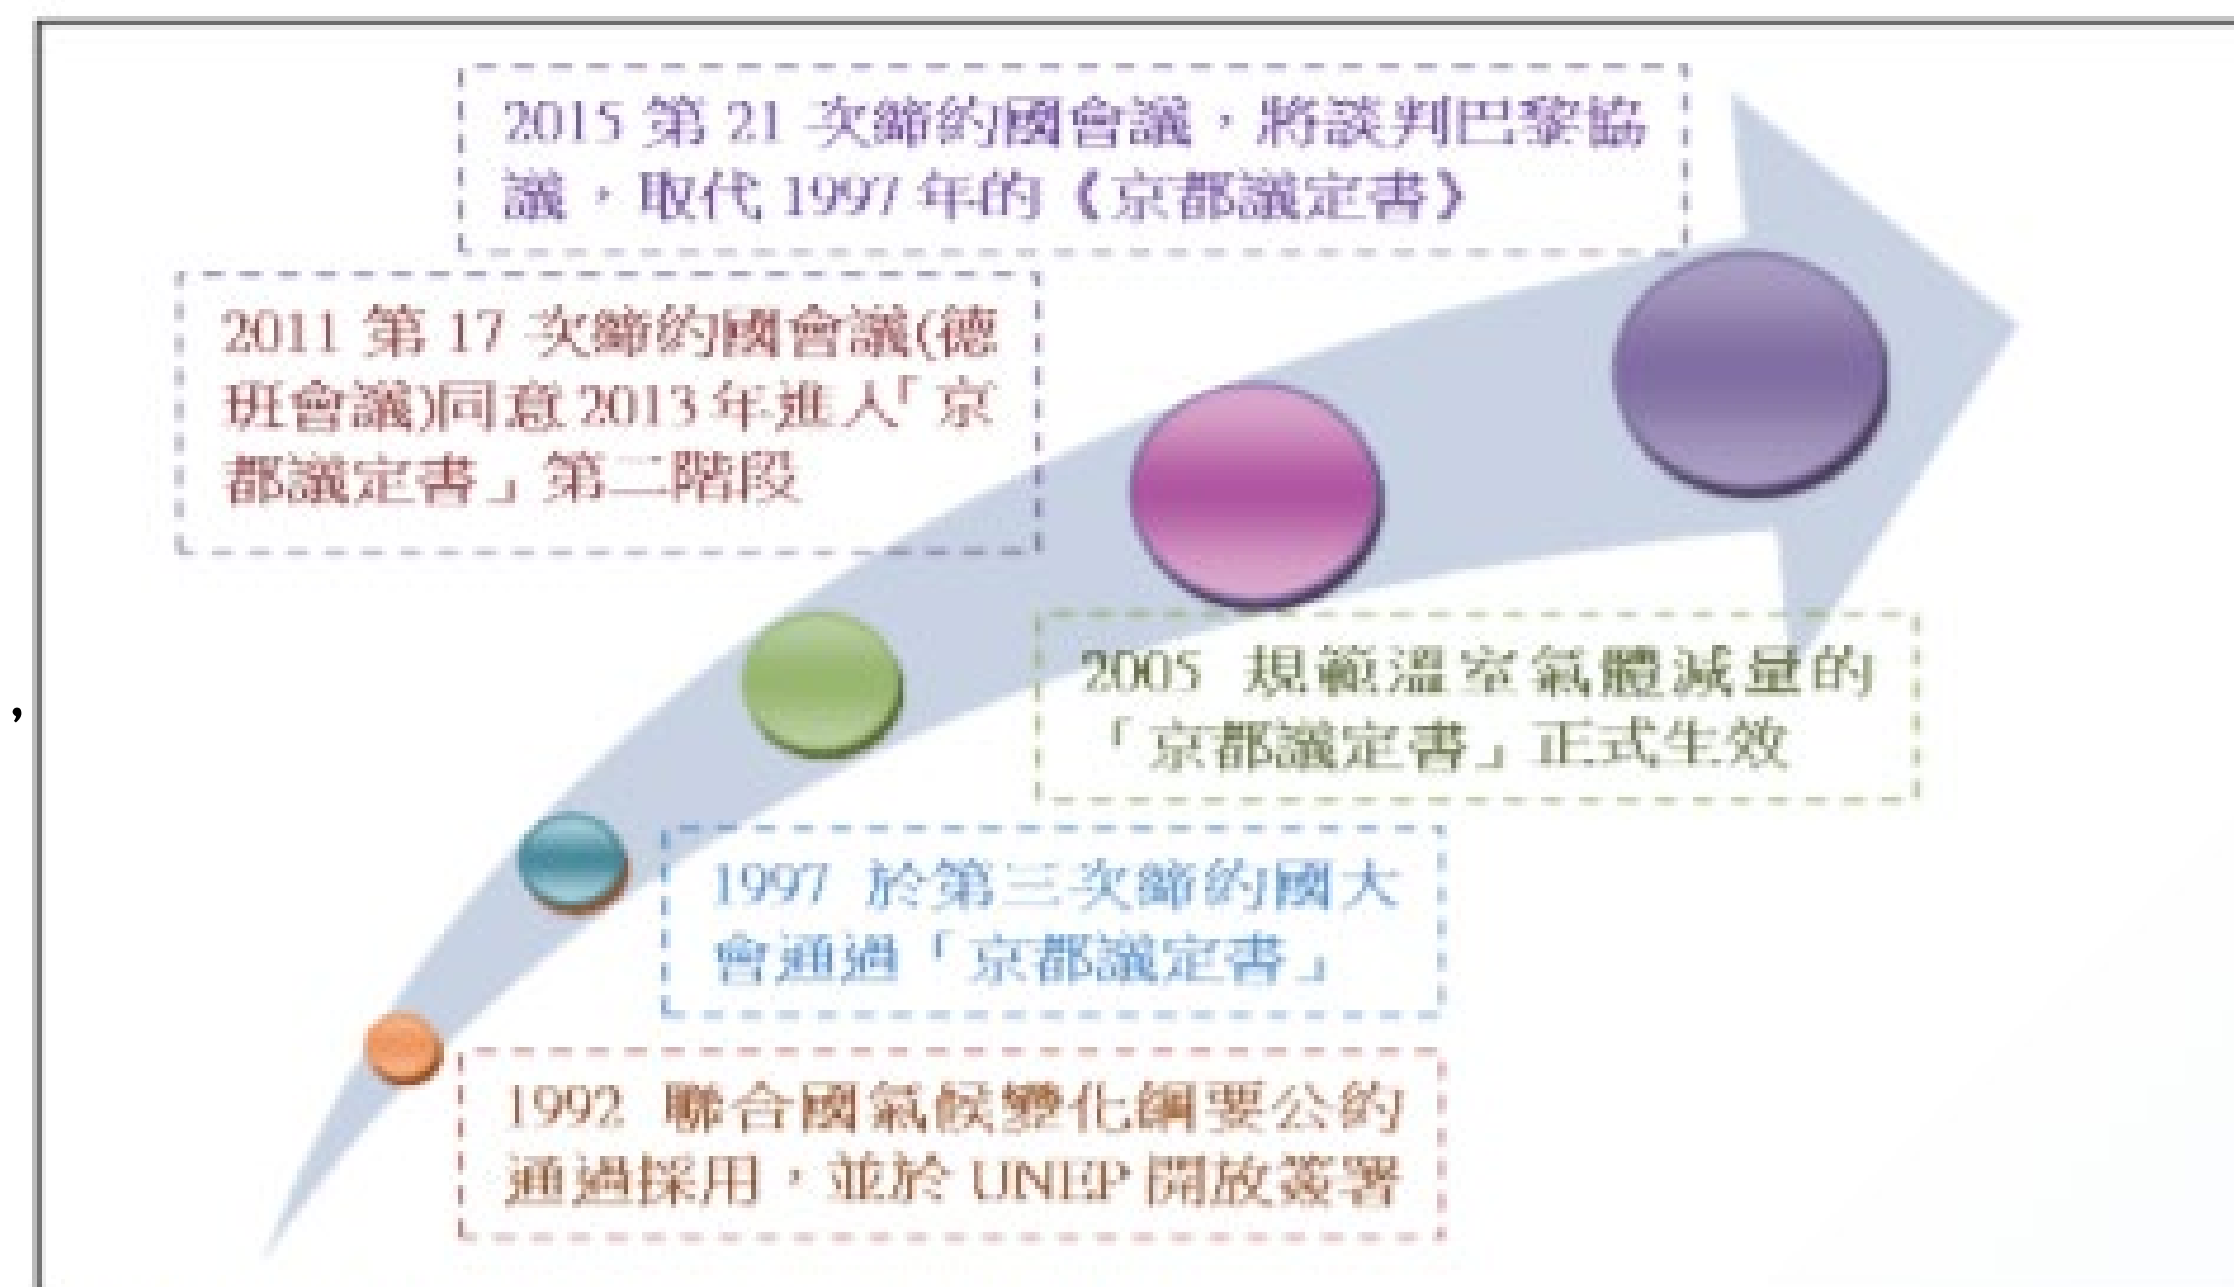 2015 第 21 次締約國會議，將談判巴黎協
議，取代 1997 年的《京都議定書》
2011 第 17 次締約國會議(德
班會議)同意 2013 年進入「京
都議定書」第二階段
2005 規範溫室氣體減量的
「京都議定書」正式生效
，
1997 於第三次締約國大
會通過「京都議定書」
1992 聯合國氣候變化綱要公約
通過採用，並於 UNEP 開放簽署